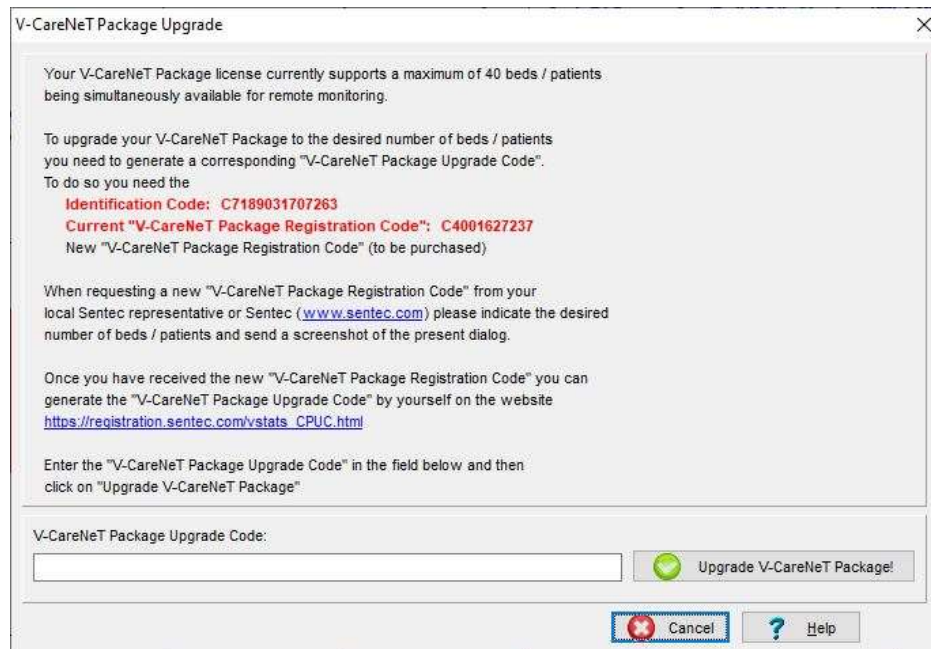 V-CareNeT Package Upgrade
Your V-CareNeT Package license currently supports a maximum of 40 beds / patients
being simultaneously available for remote monitoring.
To upgrade your V-CareNeT Package to the desired number of beds / patients
you need to generate a corresponding "V-CareNeT Package Upgrade Code".
To do so you need the
Identification Code: C7189031707263
Current "V-CareNeT Package Registration Code": C4001627237
New "V-CareNeT Package Registration Code" (to be purchased)
When requesting a new "V-CareNeT Package Registration Code" from your
local Sentec representative or Sentec (www.sentec.com) please indicate the desired
number of beds / patients and send a screenshot of the present dialog.
Once you have received the new "V-CareNeT Package Registration Code" you can
generate the "V-CareNeT Package Upgrade Code" by yourself on the website
https://registration.sentec.com/vstats_CPUC.html
Enter the "V-CareNeT Package Upgrade Code" in the field below and then
click on "Upgrade V-CareNeT Package"
V-CareNeT Package Upgrade Code:
Upgrade V-CareNeT Package!
Cancel
? Help